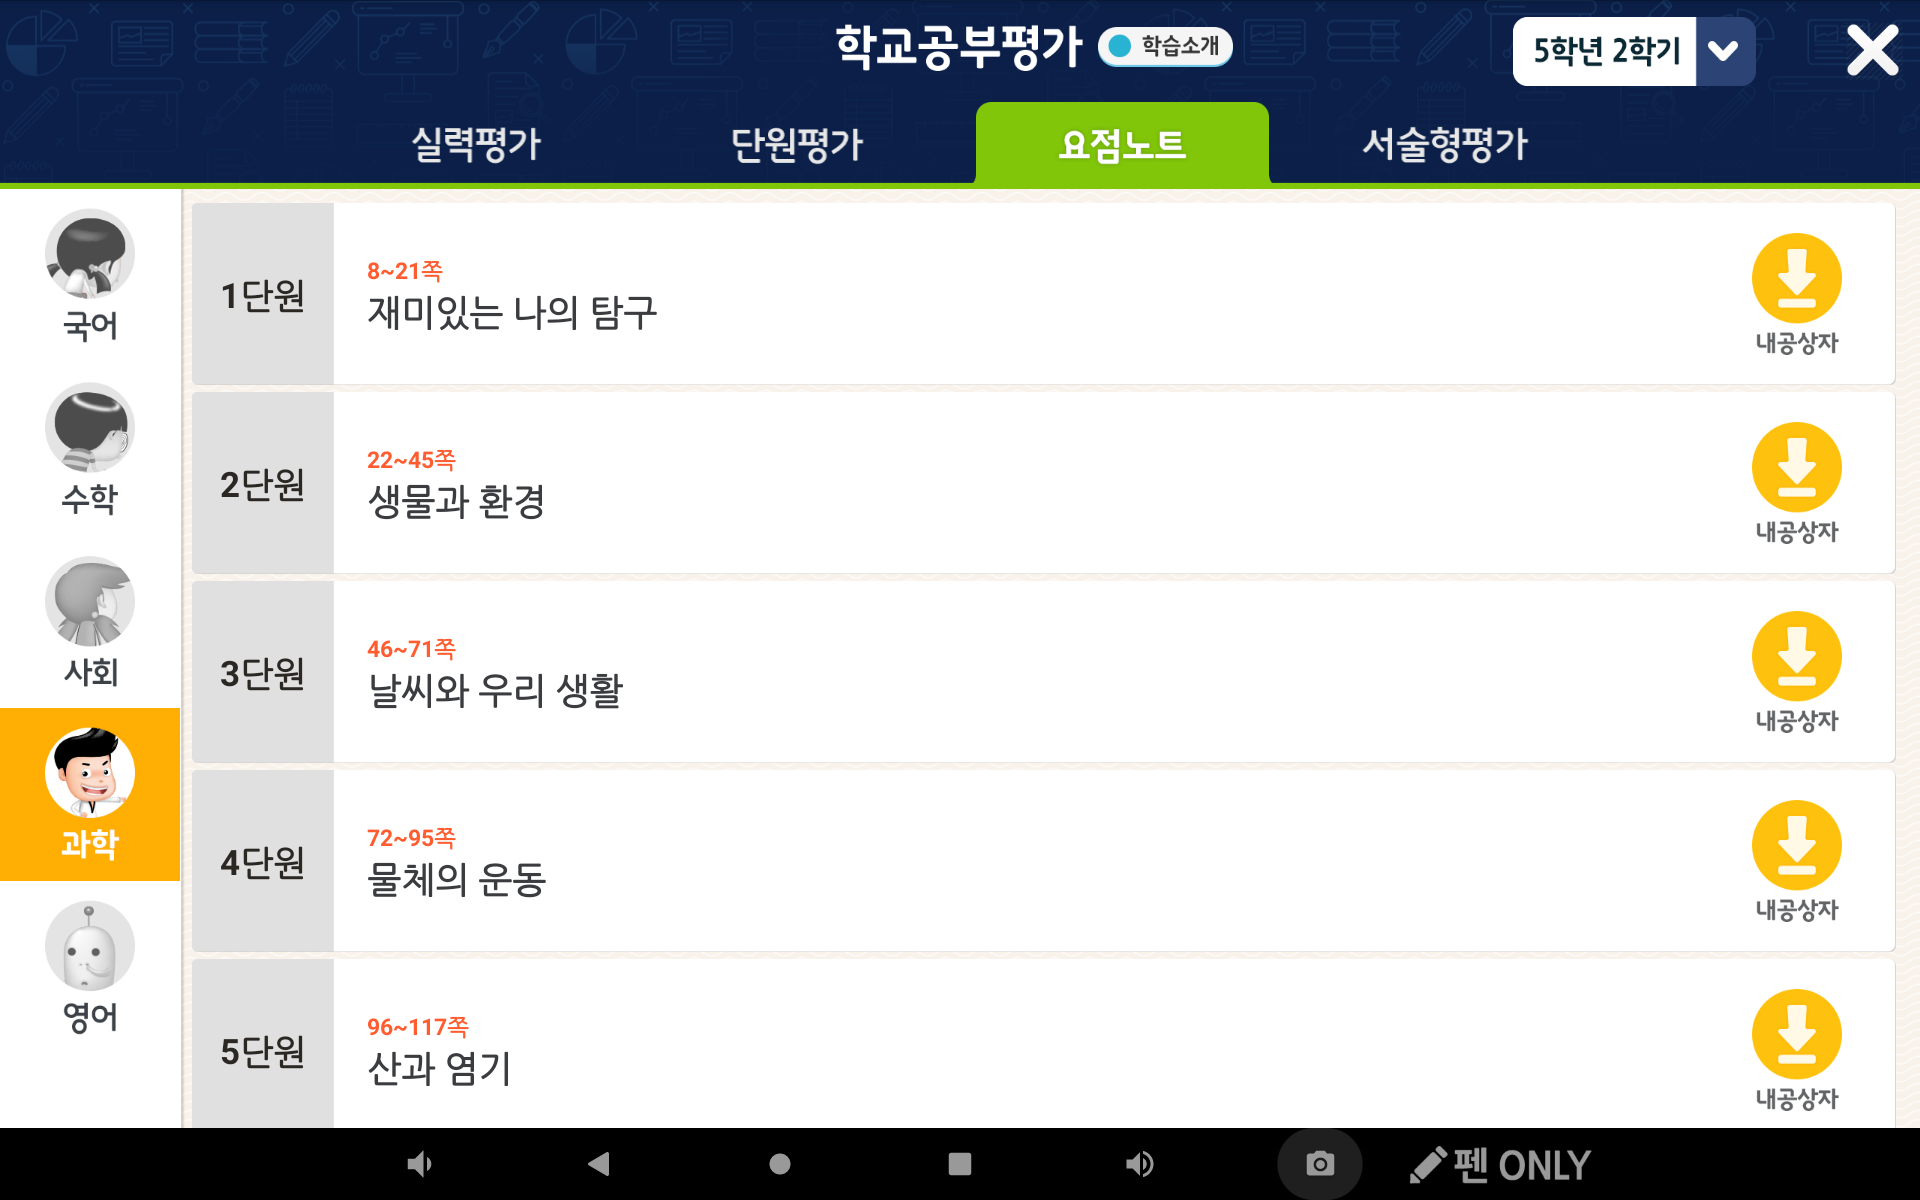 학교공부평가
학습소개
5학년 2학기
실력평가
단원평가
요점노트
서술형평가
국어
수학
사회
과학
영어
1단원
8~21쪽
재미있는 나의 탐구
내공상자
2단원
22~45쪽
생물과 환경
내공상자
3단원
46~71쪽
날씨와 우리 생활
내공상자
4단원
72~95쪽
물체의 운동
내공상자
5단원
96~117쪽
산과 염기
내공상자
펜 ONLY